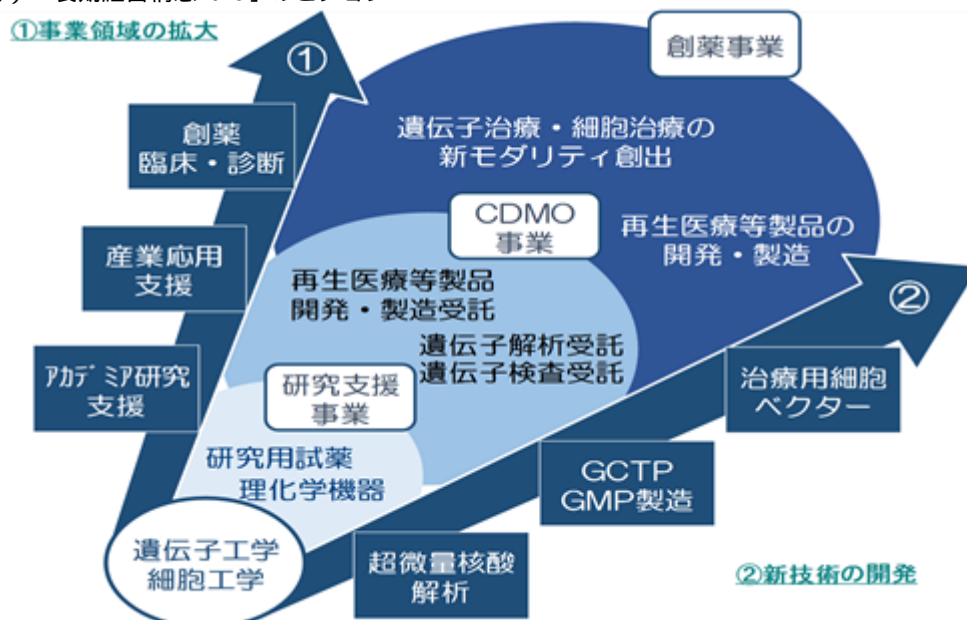 ①事業領域の拡大
①
創薬事業
創薬
臨床・診断
遺伝子治療・細胞治療の
新モダリティ創出
CDMO
事業
再生医療等製品の
開発・製造
産業応用
支援
再生医療等製品
開発・製造受託
②
遺伝子解析受託
遺伝子検査受託
アカデミア研究
支援
研究支援
事業
治療用細胞
ベクター
研究用試薬
理化学機器
GCTP
GMP製造
遺伝子工学
細胞工学
超微量核酸
解析
②新技術の開発